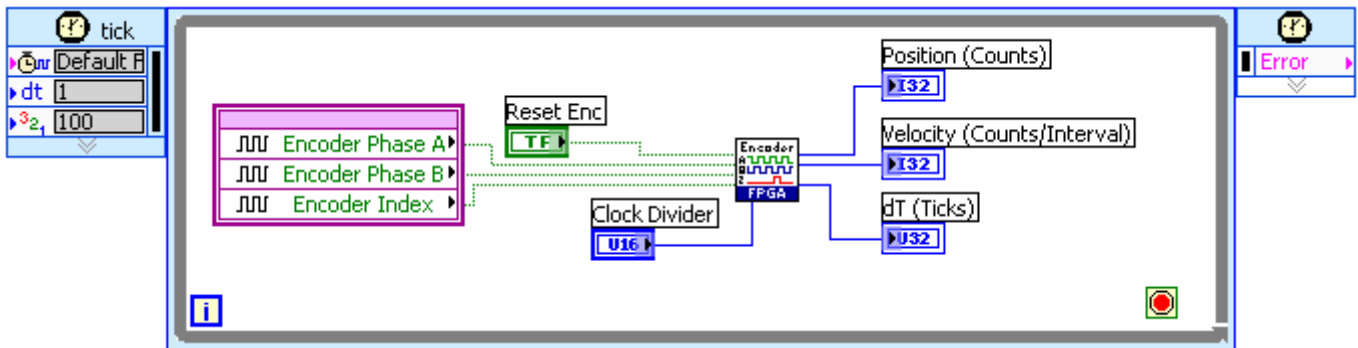 tick
Default F
dt 1
100
Error
Encoder Phase A
Encoder Phase B
Encoder Index
Reset Enc
TF
Clock Divider
U16
Encoder
A
B
Z
FPGA
Position (Counts)
I32
Velocity (Counts/Interval)
I32
dT (Ticks)
U32
i